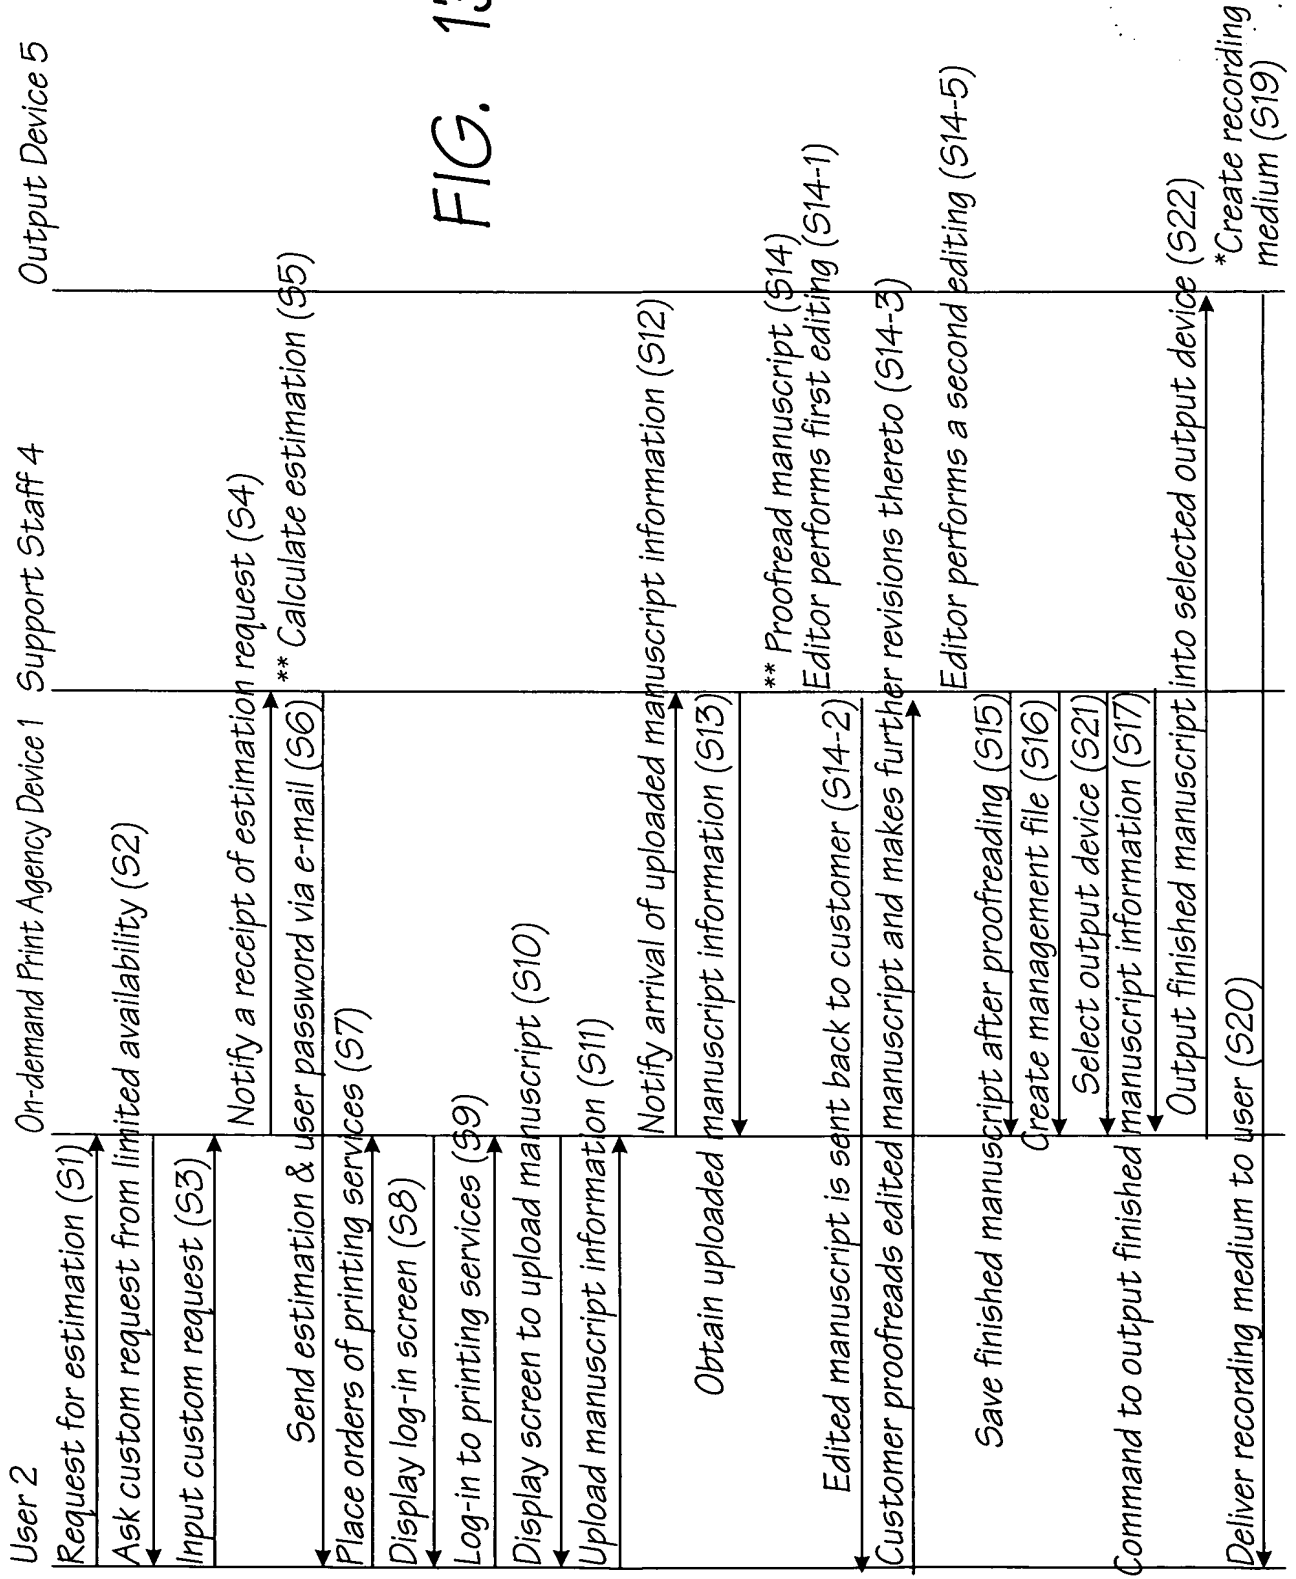 User 2
On-demand Print Agency Device 1
Support Staff 4
Output Device 5
Request for estimation (S1)
Ask custom request from limited availability (S2)
Input custom request (S3)
Notify a receipt of estimation request (S4)
** Calculate estimation (S5)
Send estimation & user password via e-mail (S6)
Place orders of printing services (S7)
Display log-in screen (S8)
Log-in to printing services (S9)
Display screen to upload manuscript (S10)
Upload manuscript information (S11)
Notify arrival of uploaded manuscript information (S12)
Obtain uploaded manuscript information (S13)
** Proofread manuscript (S14)
Editor performs first editing (S14-1)
Edited manuscript is sent back to customer (S14-2)
Customer proofreads edited manuscript and makes further revisions thereto (S14-3)
Editor performs a second editing (S14-5)
Save finished manuscript after proofreading (S15)
Create management file (S16)
Select output device (S21)
Command to output finished manuscript information (S17)
Output finished manuscript into selected output device (S22)
*Create recording
medium (S19)
Deliver recording medium to user (S20)
FIG.